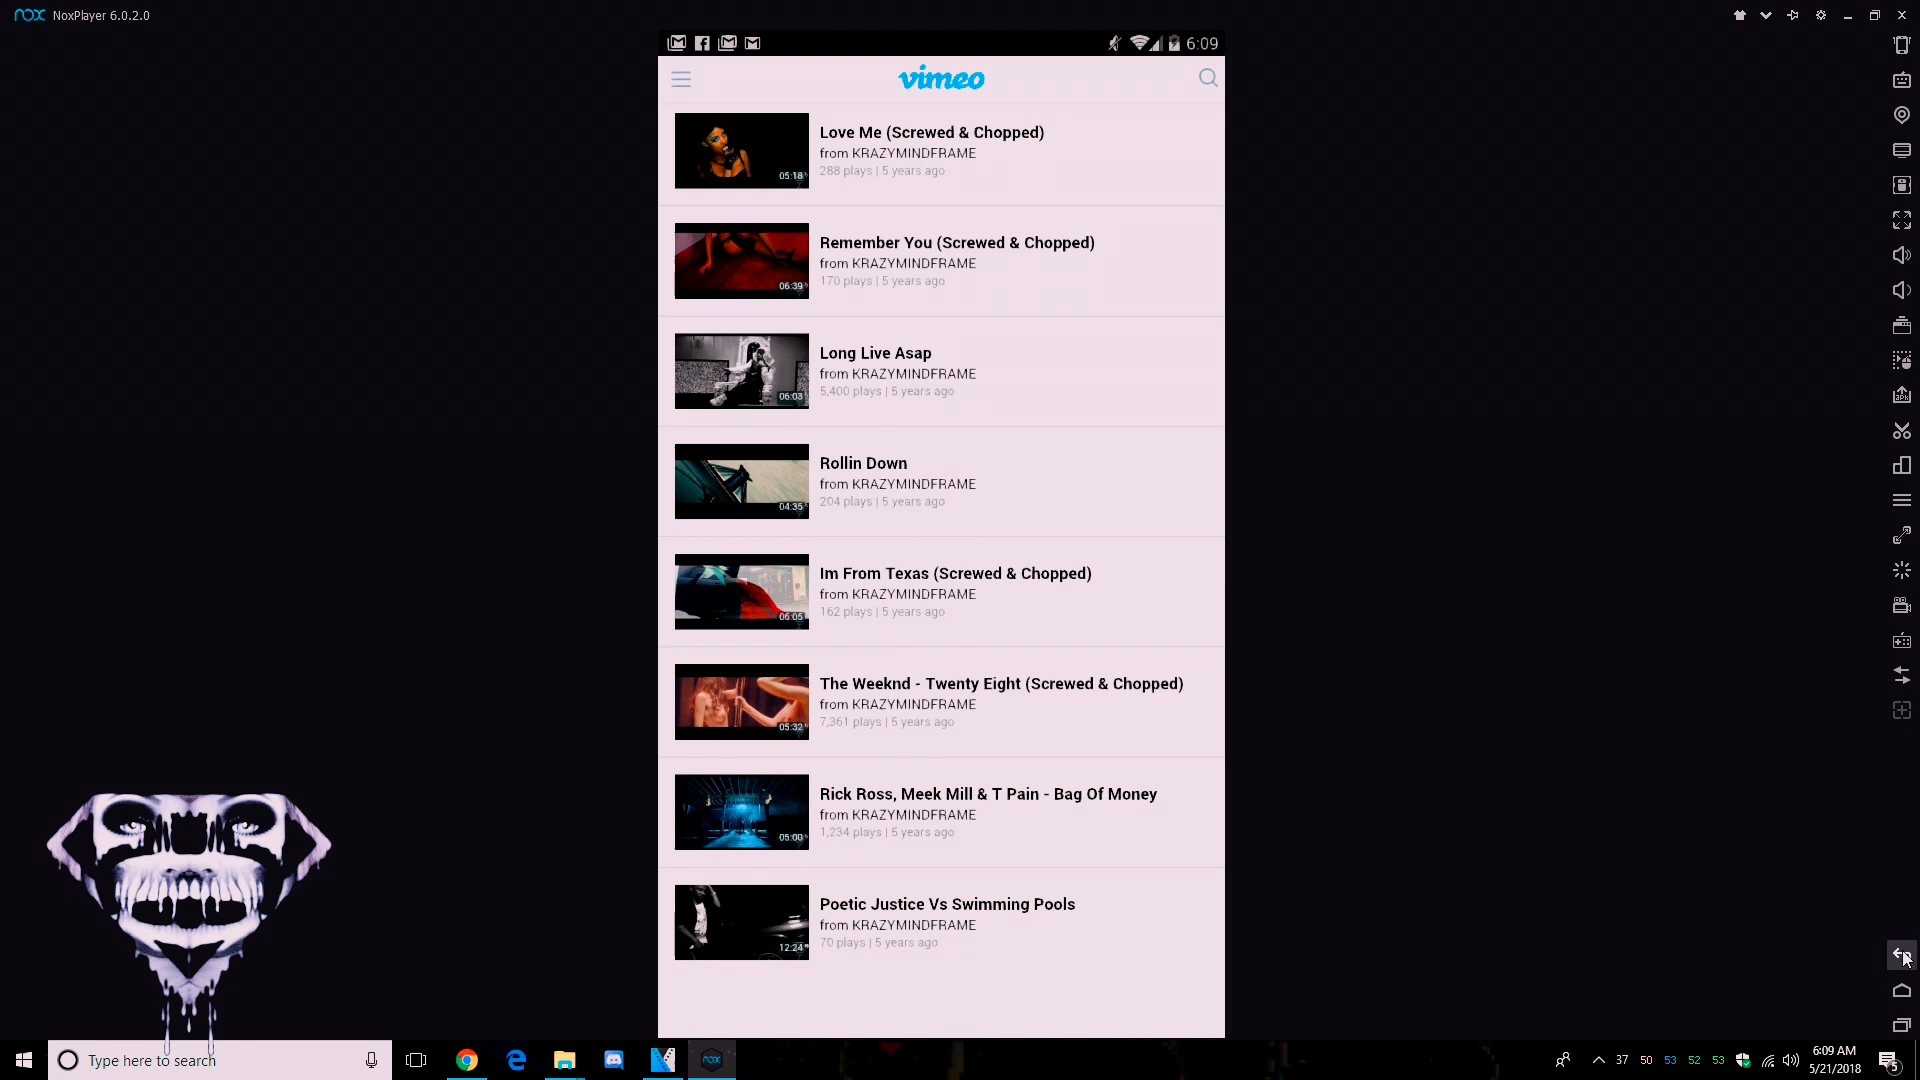 nox NoxPlayer 6.0.2.0
6:09
vimeo
Love Me (Screwed & Chopped)
from KRAZYMINDFRAME
288 plays | 5 years ago
05:18
Remember You (Screwed & Chopped)
from KRAZYMINDFRAME
170 plays | 5 years ago
06:39
Long Live Asap
from KRAZYMINDFRAME
5,400 plays | 5 years ago
06:03
Rollin Down
from KRAZYMINDFRAME
204 plays | 5 years ago
04:35
Im From Texas (Screwed & Chopped)
from KRAZYMINDFRAME
162 plays | 5 years ago
06:05
The Weeknd - Twenty Eight (Screwed & Chopped)
from KRAZYMINDFRAME
7,361 plays | 5 years ago
05:32
Rick Ross, Meek Mill & T Pain - Bag Of Money
from KRAZYMINDFRAME
1,234 plays | 5 years ago
05:00
Poetic Justice Vs Swimming Pools
from KRAZYMINDFRAME
70 plays | 5 years ago
12:24
Type here to search
nox
37 50 53 52 53
6:09 AM
5/21/2018
5